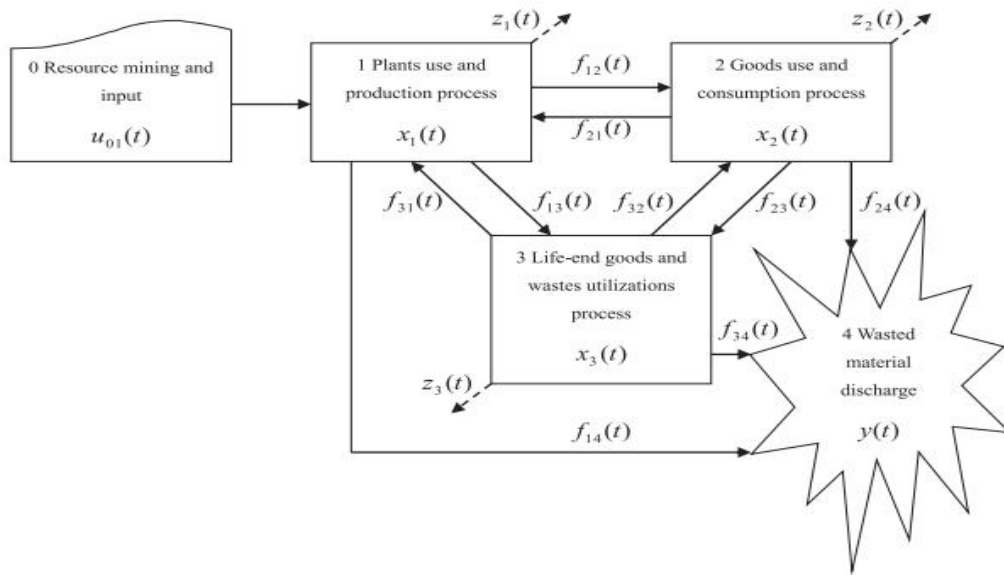 z₁(t)
z₂(t)
0 Resource mining and
input
u₀₁(t)
1 Plants use and
production process
x₁(t)
f₁₂(t)
f₂₁(t)
2 Goods use and
consumption process
x₂(t)
f₃₁(t)
f₁₃(t)
f₃₂(t)
f₂₃(t)
f₂₄(t)
3 Life-end goods and
wastes utilizations
process
x₃(t)
f₃₄(t)
z₃(t)
4 Wasted
material
discharge
y(t)
f₁₄(t)